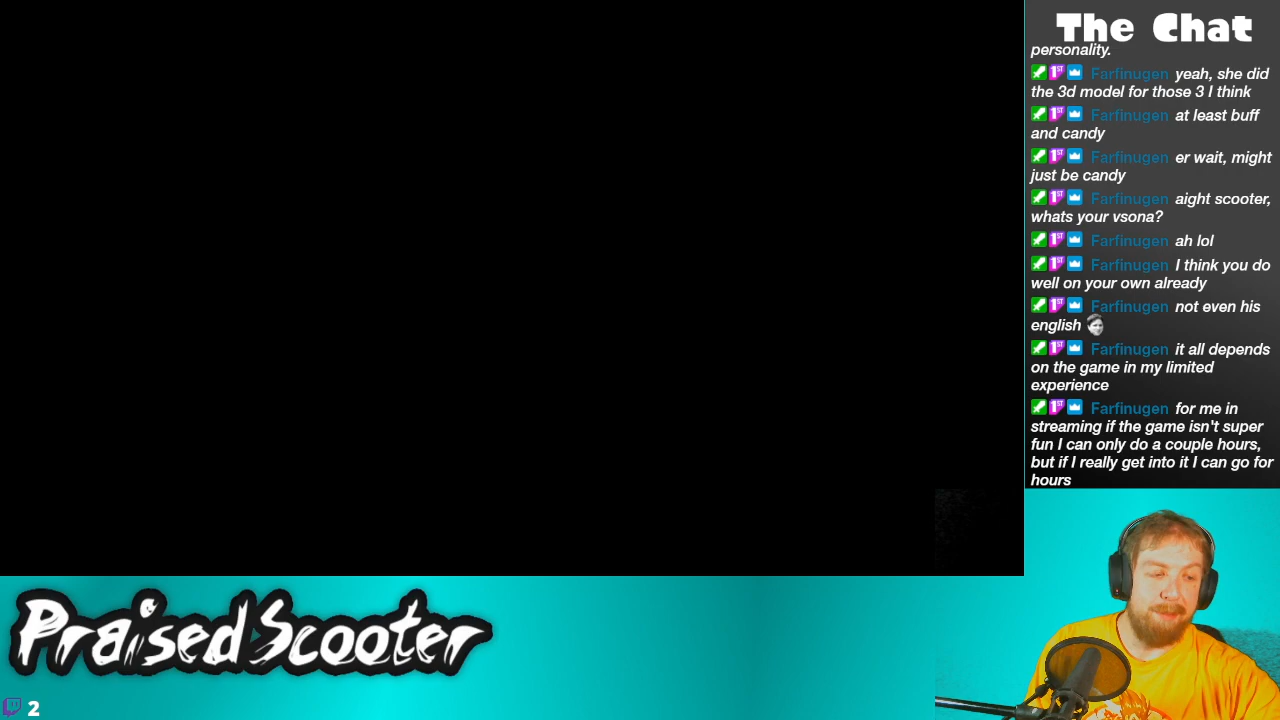 The Chat
personality.
Farfinugen yeah, she did
the 3d model for those 3 I think
Farfinugen at least buff
and candy
Farfinugen er wait, might
just be candy
Farfinugen aight scooter,
whats your vsona?
Farfinugen ah lol
Farfinugen I think you do
well on your own already
Farfinugen not even his
english
Farfinugen it all depends
on the game in my limited
experience
Farfinugen for me in
streaming if the game isn't super
fun I can only do a couple hours,
but if I really get into it I can go for
hours
PraisedScooter
2